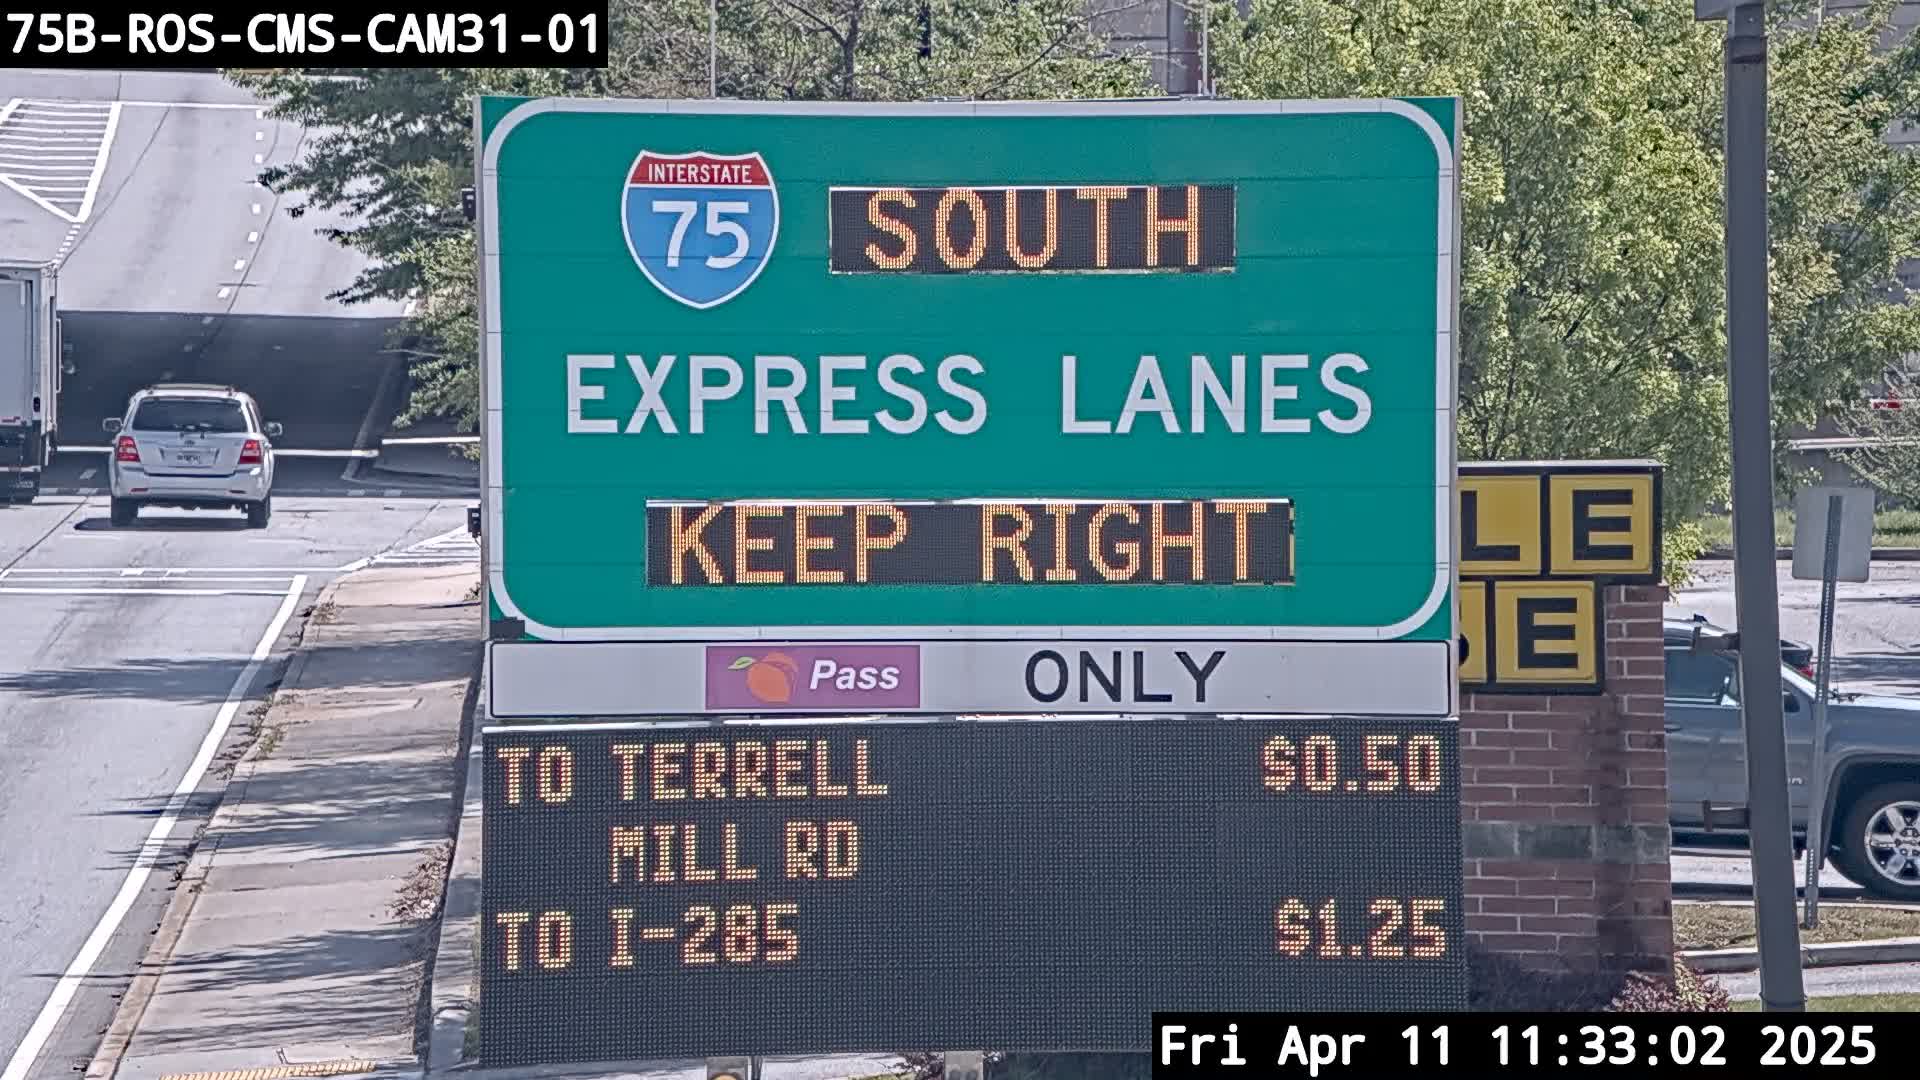 75B-ROS-CMS-CAM31-01
INTERSTATE
75
SOUTH
EXPRESS LANES
KEEP RIGHT
Pass ONLY
TO TERRELL $0.50
MILL RD
TO I-285 $1.25
LE
E
Fri Apr 11 11:33:02 2025